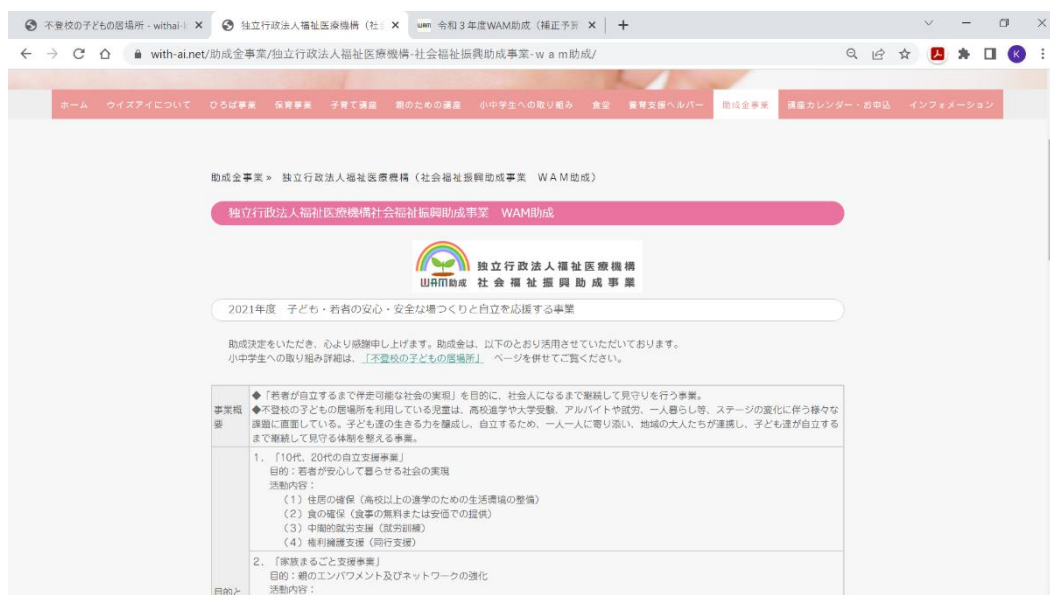 不登校の子どもの居場所 - withai-
独立行政法人福祉医療機構（社
令和３年度WAM助成（補正予
with-ai.net/助成金事業/独立行政法人福祉医療機構-社会福祉振興助成事業-ｗａｍ助成/
K
ホーム ウイズアイについて ひろば事業 保育事業 子育て講座 親のための講座 小中学生への取り組み 食堂 養育支援ヘルパー 助成金事業 講座カレンダー・お申込 インフォメーション
助成金事業 » 独立行政法人福祉医療機構（社会福祉振興助成事業 ＷＡＭ助成）
独立行政法人福祉医療機構社会福祉振興助成事業 WAM助成
独立行政法人福祉医療機構
WAM助成 社会福祉振興助成事業
2021年度 子ども・若者の安心・安全な場つくりと自立を応援する事業
助成決定をいただき、心より感謝申し上げます。助成金は、以下のとおり活用させていただいております。
小中学生への取り組み詳細は、「不登校の子どもの居場所」 ページを併せてご覧ください。
事業概要
◆「若者が自立するまで伴走可能な社会の実現」を目的に、社会人になるまで継続して見守りを行う事業。
◆不登校の子どもの居場所を利用している児童は、高校進学や大学受験、アルバイトや就労、一人暮らし等、ステージの変化に伴う様々な
課題に直面している。子ども達の生きる力を醸成し、自立するため、一人一人に寄り添い、地域の大人たちが連携し、子ども達が自立する
まで継続して見守る体制を整える事業。
目的と
1．「10代、20代の自立支援事業」
目的：若者が安心して暮らせる社会の実現
活動内容：
（1）住居の確保（高校以上の進学のための生活環境の整備）
（2）食の確保（食事の無料または安価での提供）
（3）中間的就労支援（就労訓練）
（4）権利擁護支援（同行支援）
2．「家族まるごと支援事業」
目的：親のエンパワメント及びネットワークの強化
活動内容：